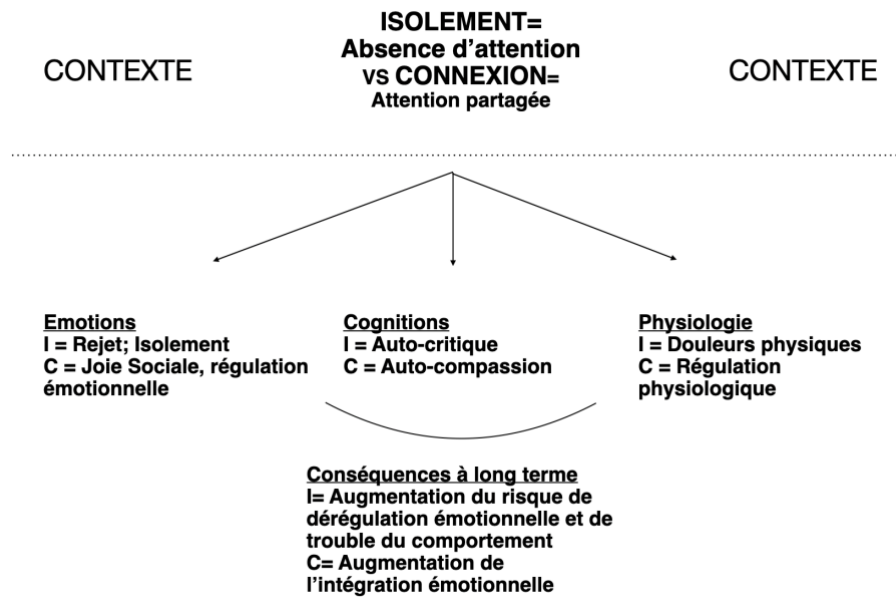 ISOLEMENT=
Absence d'attention
CONTEXTE
VS CONNEXION=
CONTEXTE
Attention partagée
Emotions
I = Rejet; Isolement
C = Joie Sociale, régulation
émotionnelle
Cognitions
I = Auto-critique
C = Auto-compassion
Physiologie
I = Douleurs physiques
C = Régulation
physiologique
Conséquences à long terme
I= Augmentation du risque de
dérégulation émotionnelle et de
trouble du comportement
C= Augmentation de
l'intégration émotionnelle